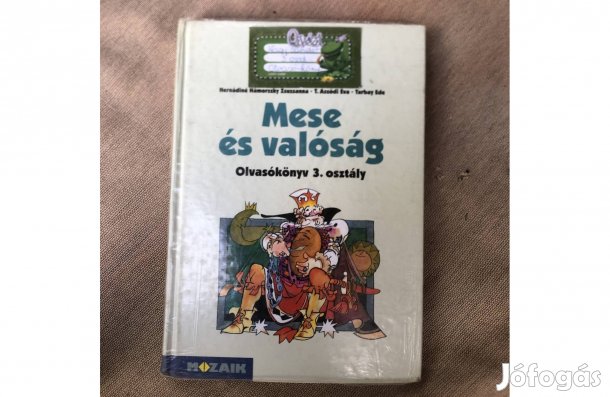 Hernádiné Hámorszky Zsuzsanna · T. Aszódi Éva · Tarbay Ede
Mese
és valóság
Olvasókönyv 3. osztály
MOZAIK
Jófogás